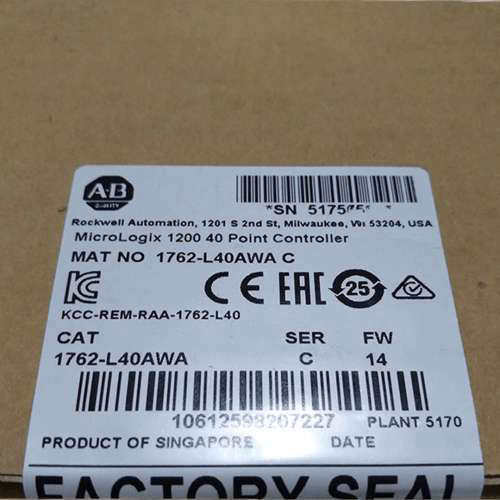 A-B
QUALITY
*SN 5175
Rockwell Automation, 1201 S 2nd St, Milwaukee, WI 53204, USA
MicroLogix 1200 40 Point Controller
MAT NO 1762-L40AWA C
KC CE EAC 25
KCC-REM-RAA-1762-L40
CAT SER FW
1762-L40AWA C 14
10612598207227 PLANT 5170
PRODUCT OF SINGAPORE DATE
FACTORY SEAL